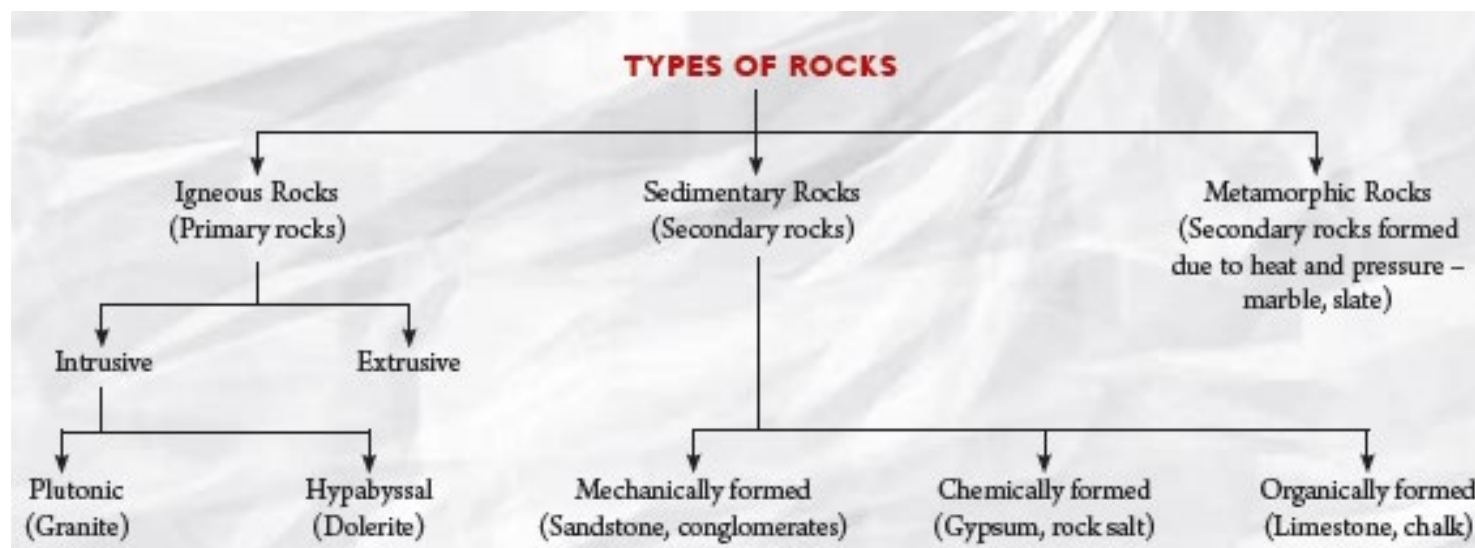 TYPES OF ROCKS
Igneous Rocks
(Primary rocks)
Sedimentary Rocks
(Secondary rocks)
Metamorphic Rocks
(Secondary rocks formed
due to heat and pressure –
marble, slate)
Intrusive
Extrusive
Plutonic
(Granite)
Hypabyssal
(Dolerite)
Mechanically formed
(Sandstone, conglomerates)
Chemically formed
(Gypsum, rock salt)
Organically formed
(Limestone, chalk)